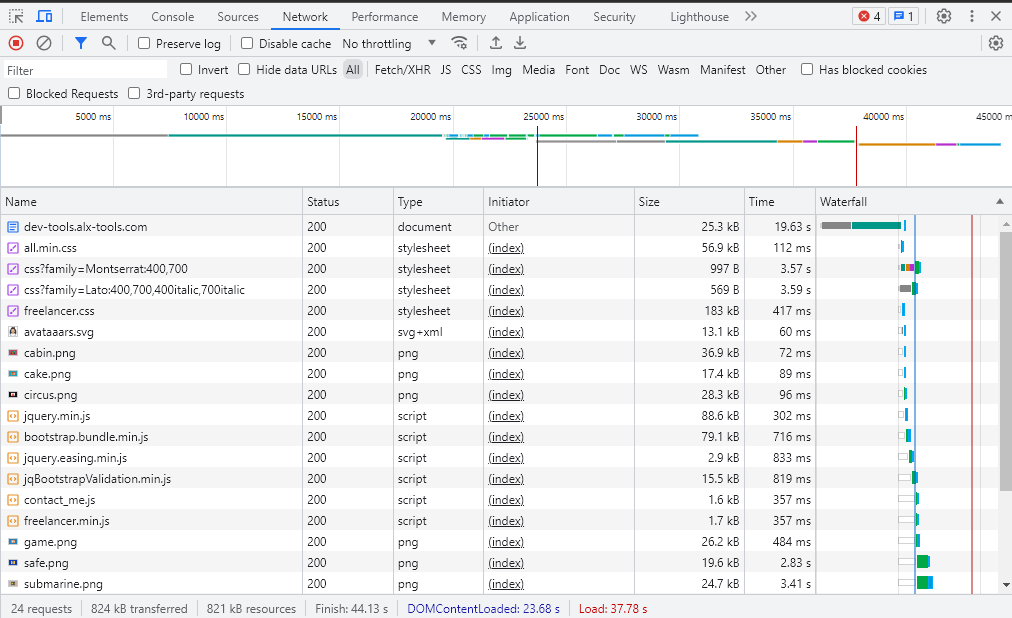 Elements Console Sources Network Performance Memory Application Security Lighthouse 4 1
Preserve log Disable cache No throttling
Filter Invert Hide data URLs All Fetch/XHR JS CSS Img Media Font Doc WS Wasm Manifest Other Has blocked cookies
Blocked Requests 3rd-party requests
5000 ms 10000 ms 15000 ms 20000 ms 25000 ms 30000 ms 35000 ms 40000 ms 45000 m
Name Status Type Initiator Size Time Waterfall
dev-tools.alx-tools.com 200 document Other 25.3 kB 19.63 s
all.min.css 200 stylesheet (index) 56.9 kB 112 ms
css?family=Montserrat:400,700 200 stylesheet (index) 997 B 3.57 s
css?family=Lato:400,700,400italic,700italic 200 stylesheet (index) 569 B 3.59 s
freelancer.css 200 stylesheet (index) 183 kB 417 ms
avataaars.svg 200 svg+xml (index) 13.1 kB 60 ms
cabin.png 200 png (index) 36.9 kB 72 ms
cake.png 200 png (index) 17.4 kB 89 ms
circus.png 200 png (index) 28.3 kB 96 ms
jquery.min.js 200 script (index) 88.6 kB 302 ms
bootstrap.bundle.min.js 200 script (index) 79.1 kB 716 ms
jquery.easing.min.js 200 script (index) 2.9 kB 833 ms
jqBootstrapValidation.min.js 200 script (index) 15.5 kB 819 ms
contact_me.js 200 script (index) 1.6 kB 357 ms
freelancer.min.js 200 script (index) 1.7 kB 357 ms
game.png 200 png (index) 26.2 kB 484 ms
safe.png 200 png (index) 19.6 kB 2.83 s
submarine.png 200 png (index) 24.7 kB 3.41 s
24 requests 824 kB transferred 821 kB resources Finish: 44.13 s DOMContentLoaded: 23.68 s Load: 37.78 s